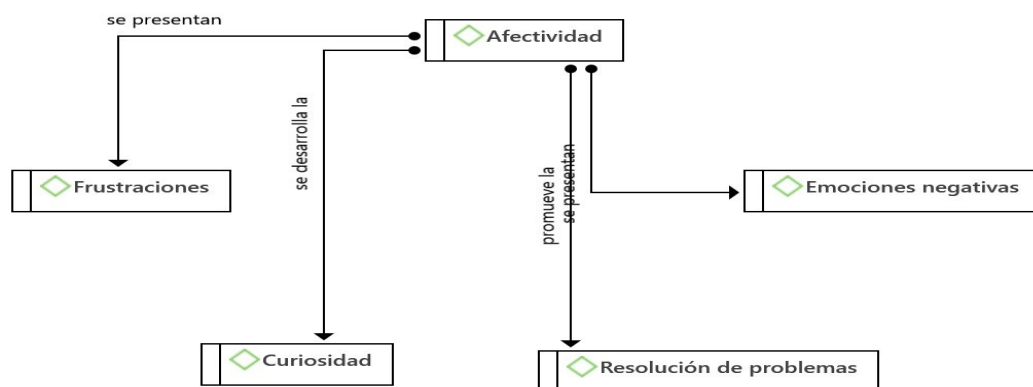 se presentan
Afectividad
se desarrolla la
promueve la
se presentan
Frustraciones
Emociones negativas
Curiosidad
Resolución de problemas